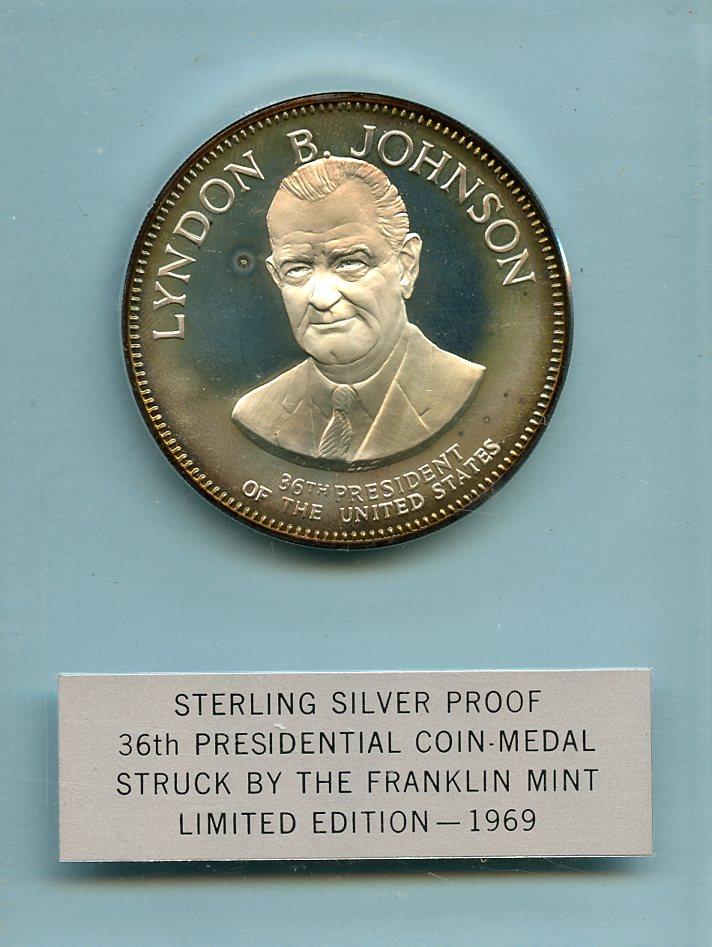 LYNDON B. JOHNSON
36TH PRESIDENT
OF THE UNITED STATES
STERLING SILVER PROOF
36th PRESIDENTIAL COIN-MEDAL
STRUCK BY THE FRANKLIN MINT
LIMITED EDITION—1969